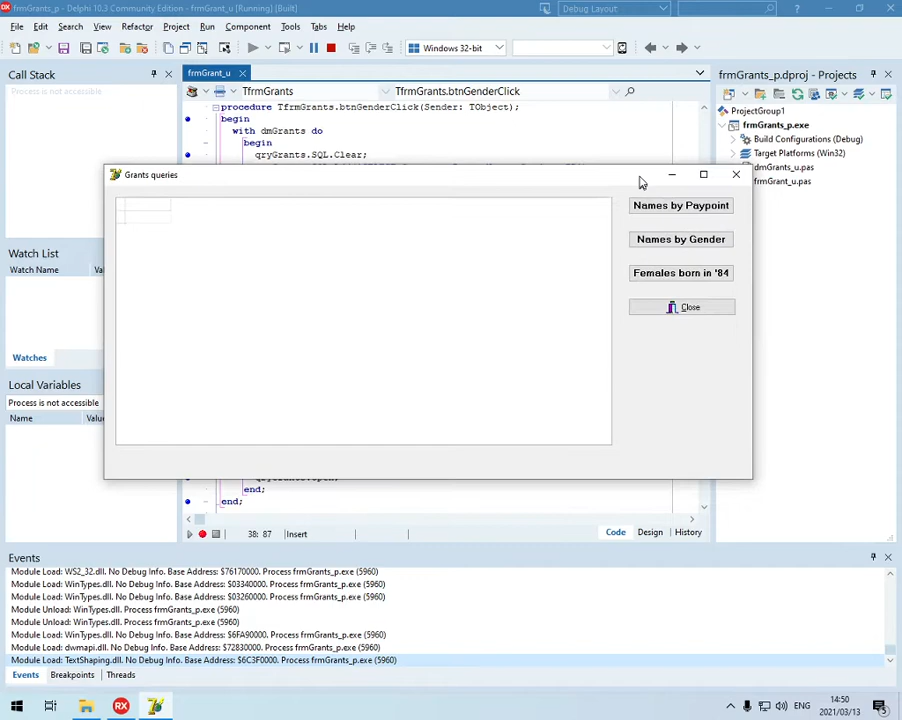 frmGrants_p - Delphi 10,3 Community Edition - frmGrant_u [Running] [Built]
Debug Layout
File Edit Search View Refactor Project Run Component Tools Tabs Help
Windows 32-bit
Call Stack
frmGrant_u
frmGrants_p.dproj - Projects
Process is not accessible
TfrmGrants
TfrmGrants.btnGenderClick
procedure TfrmGrants.btnGenderClick(Sender: TObject);
begin
with dmGrants do
begin
qryGrants.SQL.Clear;
ProjectGroup1
frmGrants_p.exe
Build Configurations (Debug)
Target Platforms (Win32)
dmGrants_u.pas
frmGrant_u.pas
Grants queries
Names by Paypoint
Names by Gender
Females born in '84
Close
Watch List
Name
Watches
Local Variables
Process is not accessible
Name
end;
end;
38: 87
Insert
Code
Design
History
Events
Module Load: WS2_32.dll. No Debug Info. Base Address: $76170000. Process frmGrants_p.exe (5960)
Module Load: WinTypes.dll. No Debug Info. Base Address: $03340000. Process frmGrants_p.exe (5960)
Module Load: WinTypes.dll. No Debug Info. Base Address: $03260000. Process frmGrants_p.exe (5960)
Module Unload: WinTypes.dll. Process frmGrants_p.exe (5960)
Module Unload: WinTypes.dll. Process frmGrants_p.exe (5960)
Module Load: WinTypes.dll. No Debug Info. Base Address: $6FA90000. Process frmGrants_p.exe (5960)
Module Load: dwmapi.dll. No Debug Info. Base Address: $72830000. Process frmGrants_p.exe (5960)
Module Load: TextShaping.dll. No Debug Info. Base Address: $6C3F0000. Process frmGrants_p.exe (5960)
Events
Breakpoints
Threads
ENG
14:50
2021/03/13
5